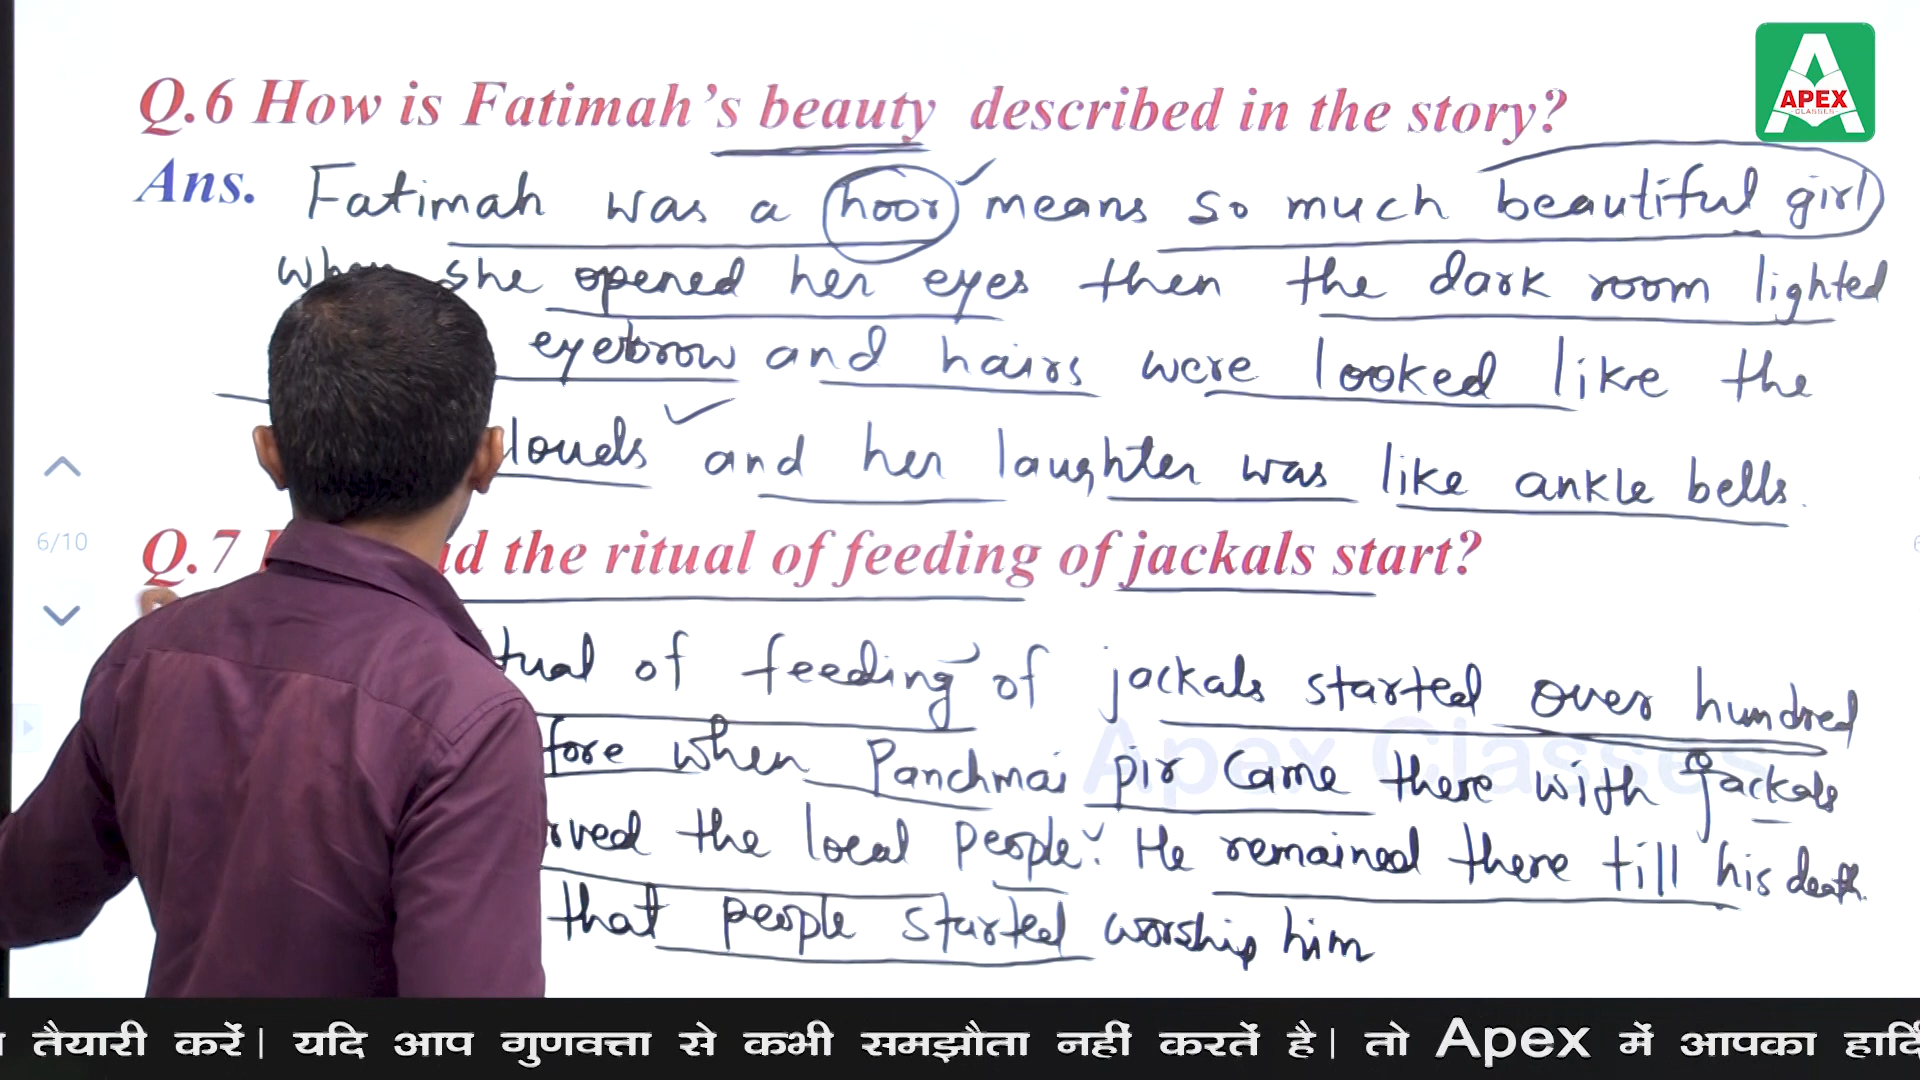 Q.6 How is Fatimah's beauty described in the story?
Ans. Fatimah was a hoor means so much beautiful girl
she opened her eyes then the dark room lighted
eyebrow and hairs were looked like the
louds and her laughter was like ankle bells.
Q.7 id the ritual of feeding of jackals start?
tual of feeding of jackals started over hundred
fore when Panchmai pir came there with jackals
rved the local people. He remained there till his death.
that people started worship him
APEX
CLASSES
6/10
Apex Classes
तैयारी करें| यदि आप गुणवत्ता से कभी समझौता नहीं करतें है| तो Apex में आपका